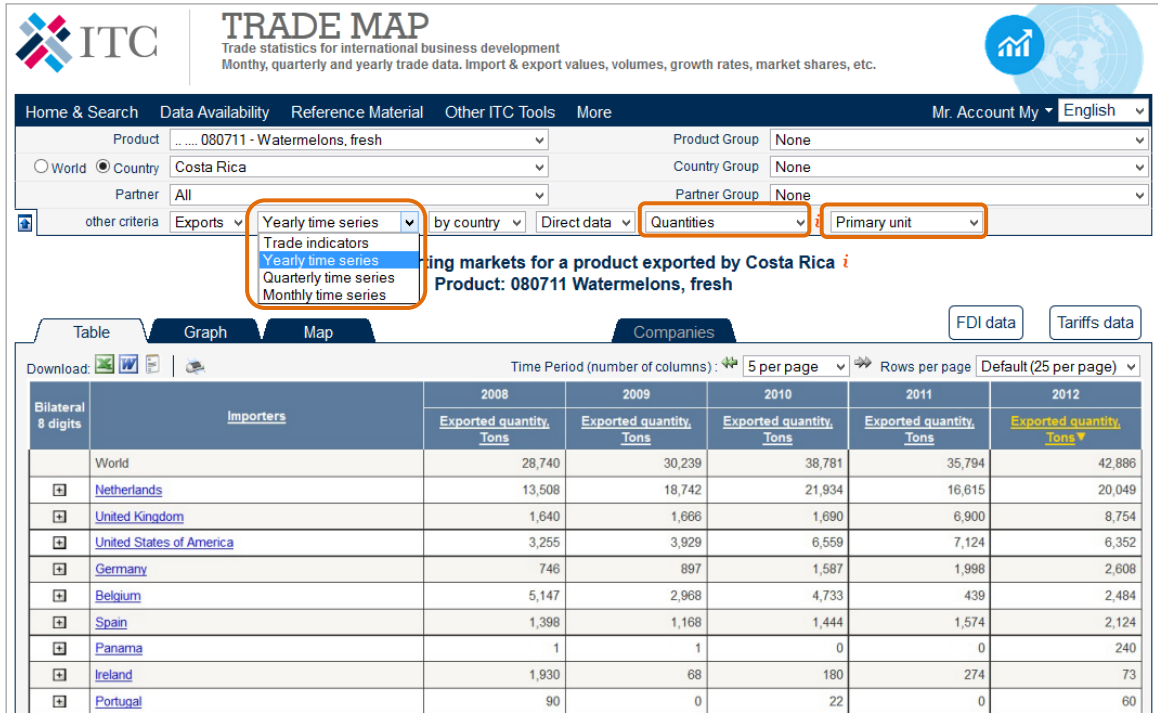 ITC
TRADE MAP
Trade statistics for international business development
Monthy, quarterly and yearly trade data. Import & export values, volumes, growth rates, market shares, etc.
Home & Search Data Availability Reference Material Other ITC Tools More Mr. Account My English
Product .. .... 080711 - Watermelons, fresh Product Group None
World Country Costa Rica Country Group None
Partner All Partner Group None
other criteria Exports Yearly time series by country Direct data Quantities i Primary unit
Trade indicators
Yearly time series
Quarterly time series
Monthly time series
ting markets for a product exported by Costa Rica i
Product: 080711 Watermelons, fresh
FDI data Tariffs data
Table Graph Map Companies
Download: Time Period (number of columns) : 5 per page Rows per page Default (25 per page)
Bilateral 8 digits Importers 2008 2009 2010 2011 2012
Exported quantity, Tons Exported quantity, Tons Exported quantity, Tons Exported quantity, Tons Exported quantity, Tons
World 28,740 30,239 38,781 35,794 42,886
Netherlands 13,508 18,742 21,934 16,615 20,049
United Kingdom 1,640 1,666 1,690 6,900 8,754
United States of America 3,255 3,929 6,559 7,124 6,352
Germany 746 897 1,587 1,998 2,608
Belgium 5,147 2,968 4,733 439 2,484
Spain 1,398 1,168 1,444 1,574 2,124
Panama 1 1 0 0 240
Ireland 1,930 68 180 274 73
Portugal 90 0 22 0 60